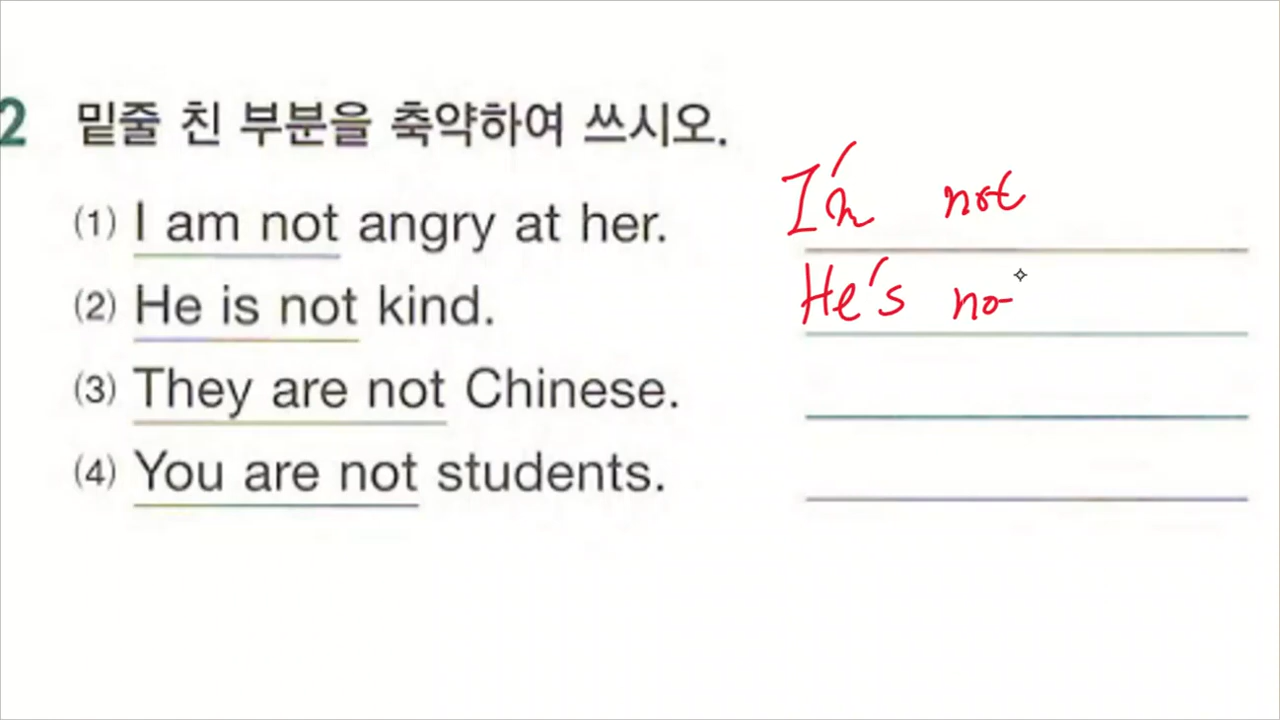 2 밑줄 친 부분을 축약하여 쓰시오.
(1) I am not angry at her. I'm not
(2) He is not kind. He's no
(3) They are not Chinese.
(4) You are not students.